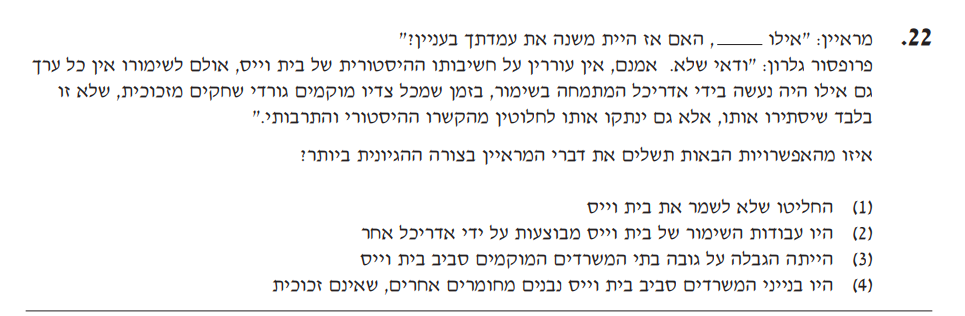 22. מראיין: "אילו _____, האם אז היית משנה את עמדתך בעניין?"
פרופסור גלרון: "ודאי שלא. אמנם, אין עוררין על חשיבותו ההיסטורית של בית וייס, אולם לשימורו אין כל ערך
גם אילו היה נעשה בידי אדריכל המתמחה בשימור, בזמן שמכל צדיו מוקמים גורדי שחקים מזכוכית, שלא זו
בלבד שיסתירו אותו, אלא גם ינתקו אותו לחלוטין מהקשרו ההיסטורי והתרבותי."
איזו מהאפשרויות הבאות תשלים את דברי המראיין בצורה ההגיונית ביותר?
(1) החליטו שלא לשמר את בית וייס
(2) היו עבודות השימור של בית וייס מבוצעות על ידי אדריכל אחר
(3) הייתה הגבלה על גובה בתי המשרדים המוקמים סביב בית וייס
(4) היו בנייני המשרדים סביב בית וייס נבנים מחומרים אחרים, שאינם זכוכית